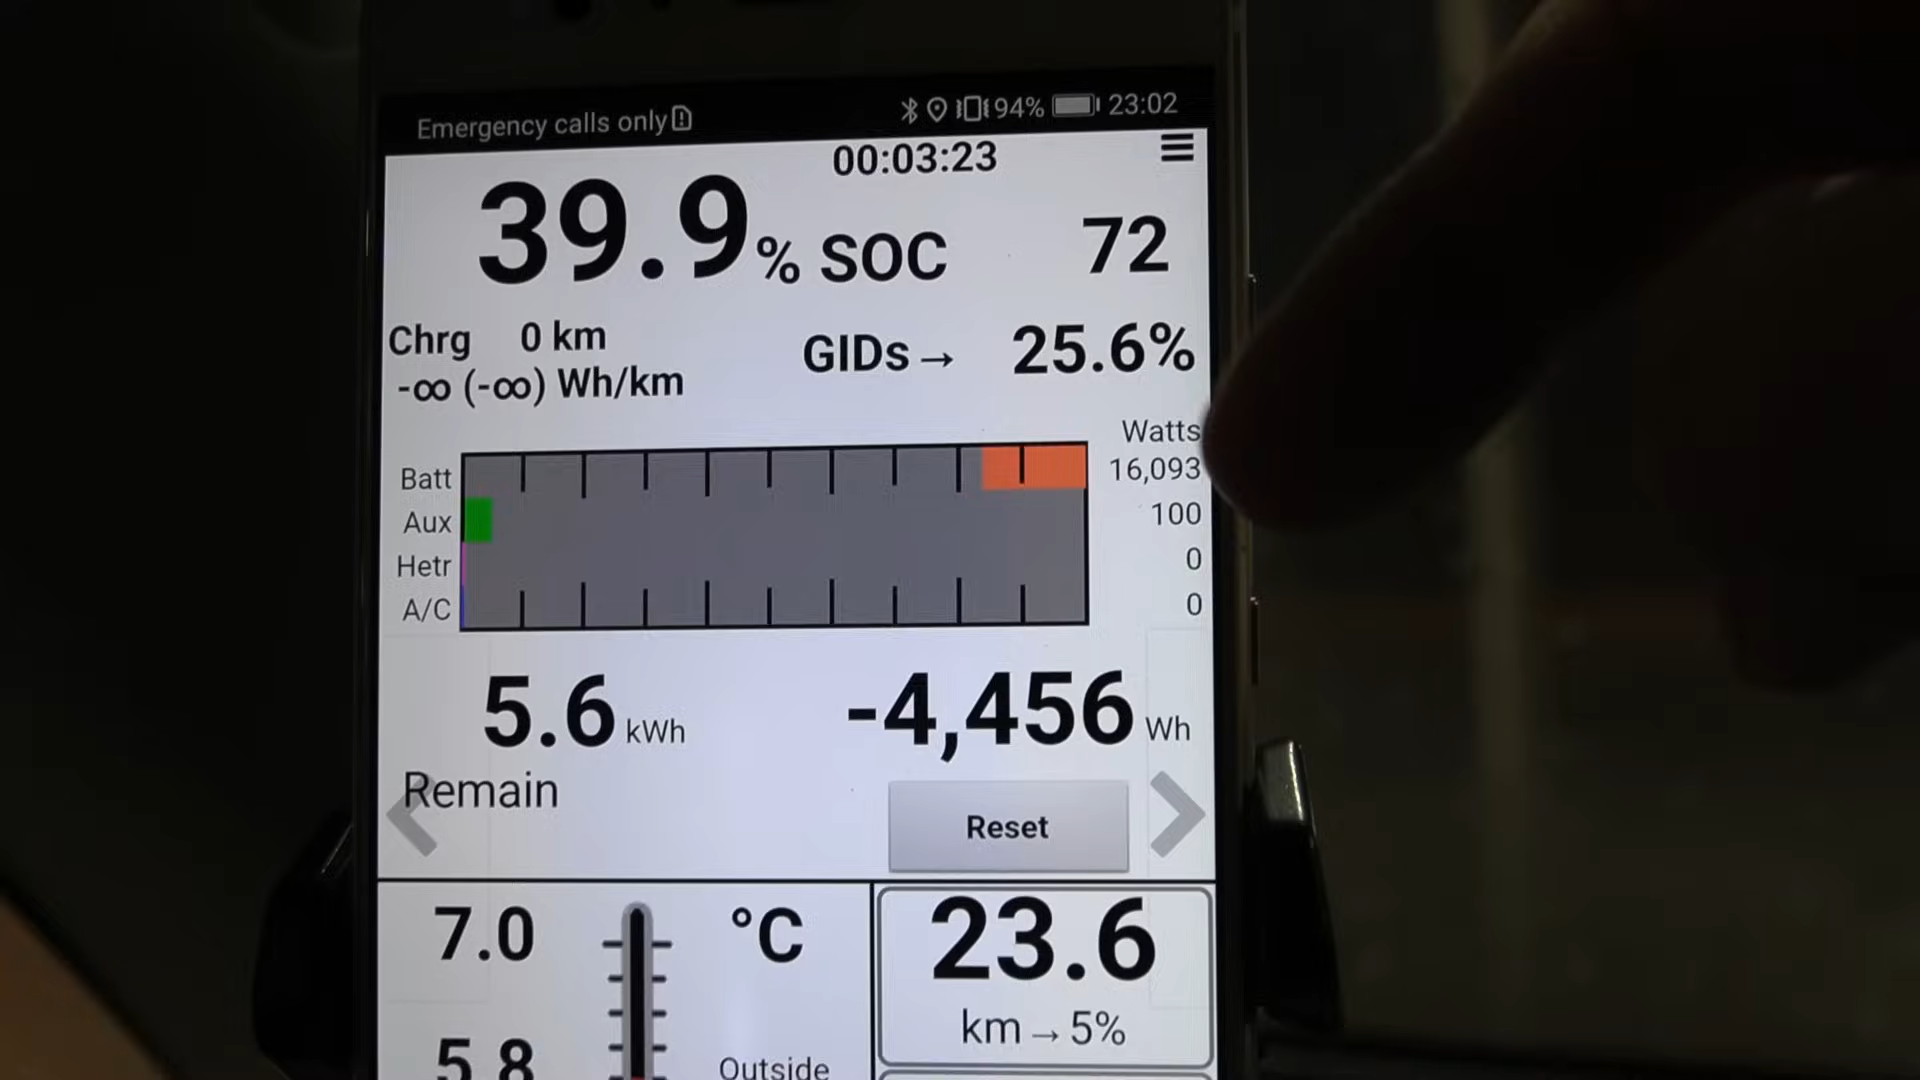 Emergency calls only 94% 23:02
00:03:23
39.9% SOC 72
Chrg 0 km
GIDs→ 25.6%
-∞ (-∞) Wh/km
Watts
Batt 16,093
Aux 100
Hetr 0
A/C 0
5.6 kWh -4,456 Wh
Remain
Reset
7.0 °C 23.6
km→5%
5.8 Outside